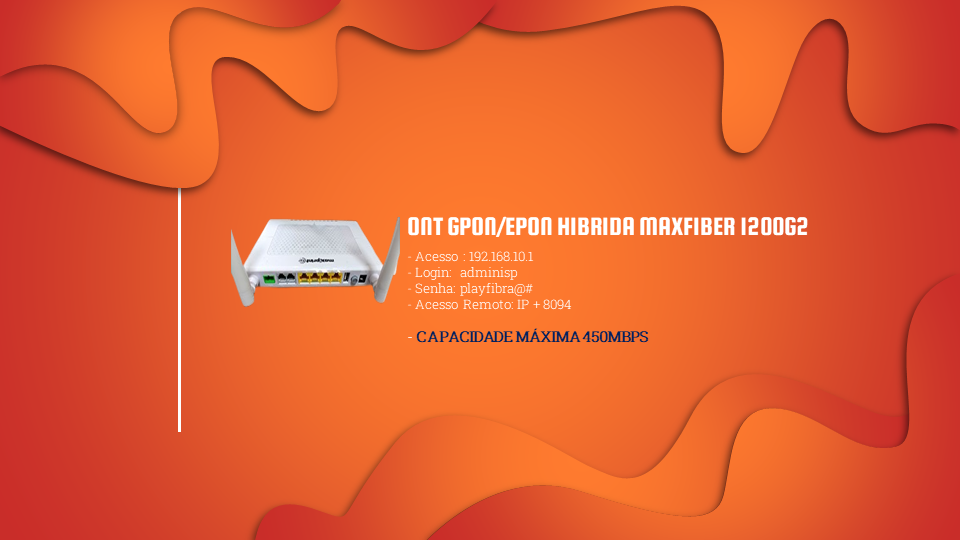 ONT GPON/EPON HIBRIDA MAXFIBER 1200G2
- Acesso : 192.168.10.1
- Login: adminisp
- Senha: playfibra@#
- Acesso Remoto: IP + 8094
- CAPACIDADE MÁXIMA 450MBPS
maxprint